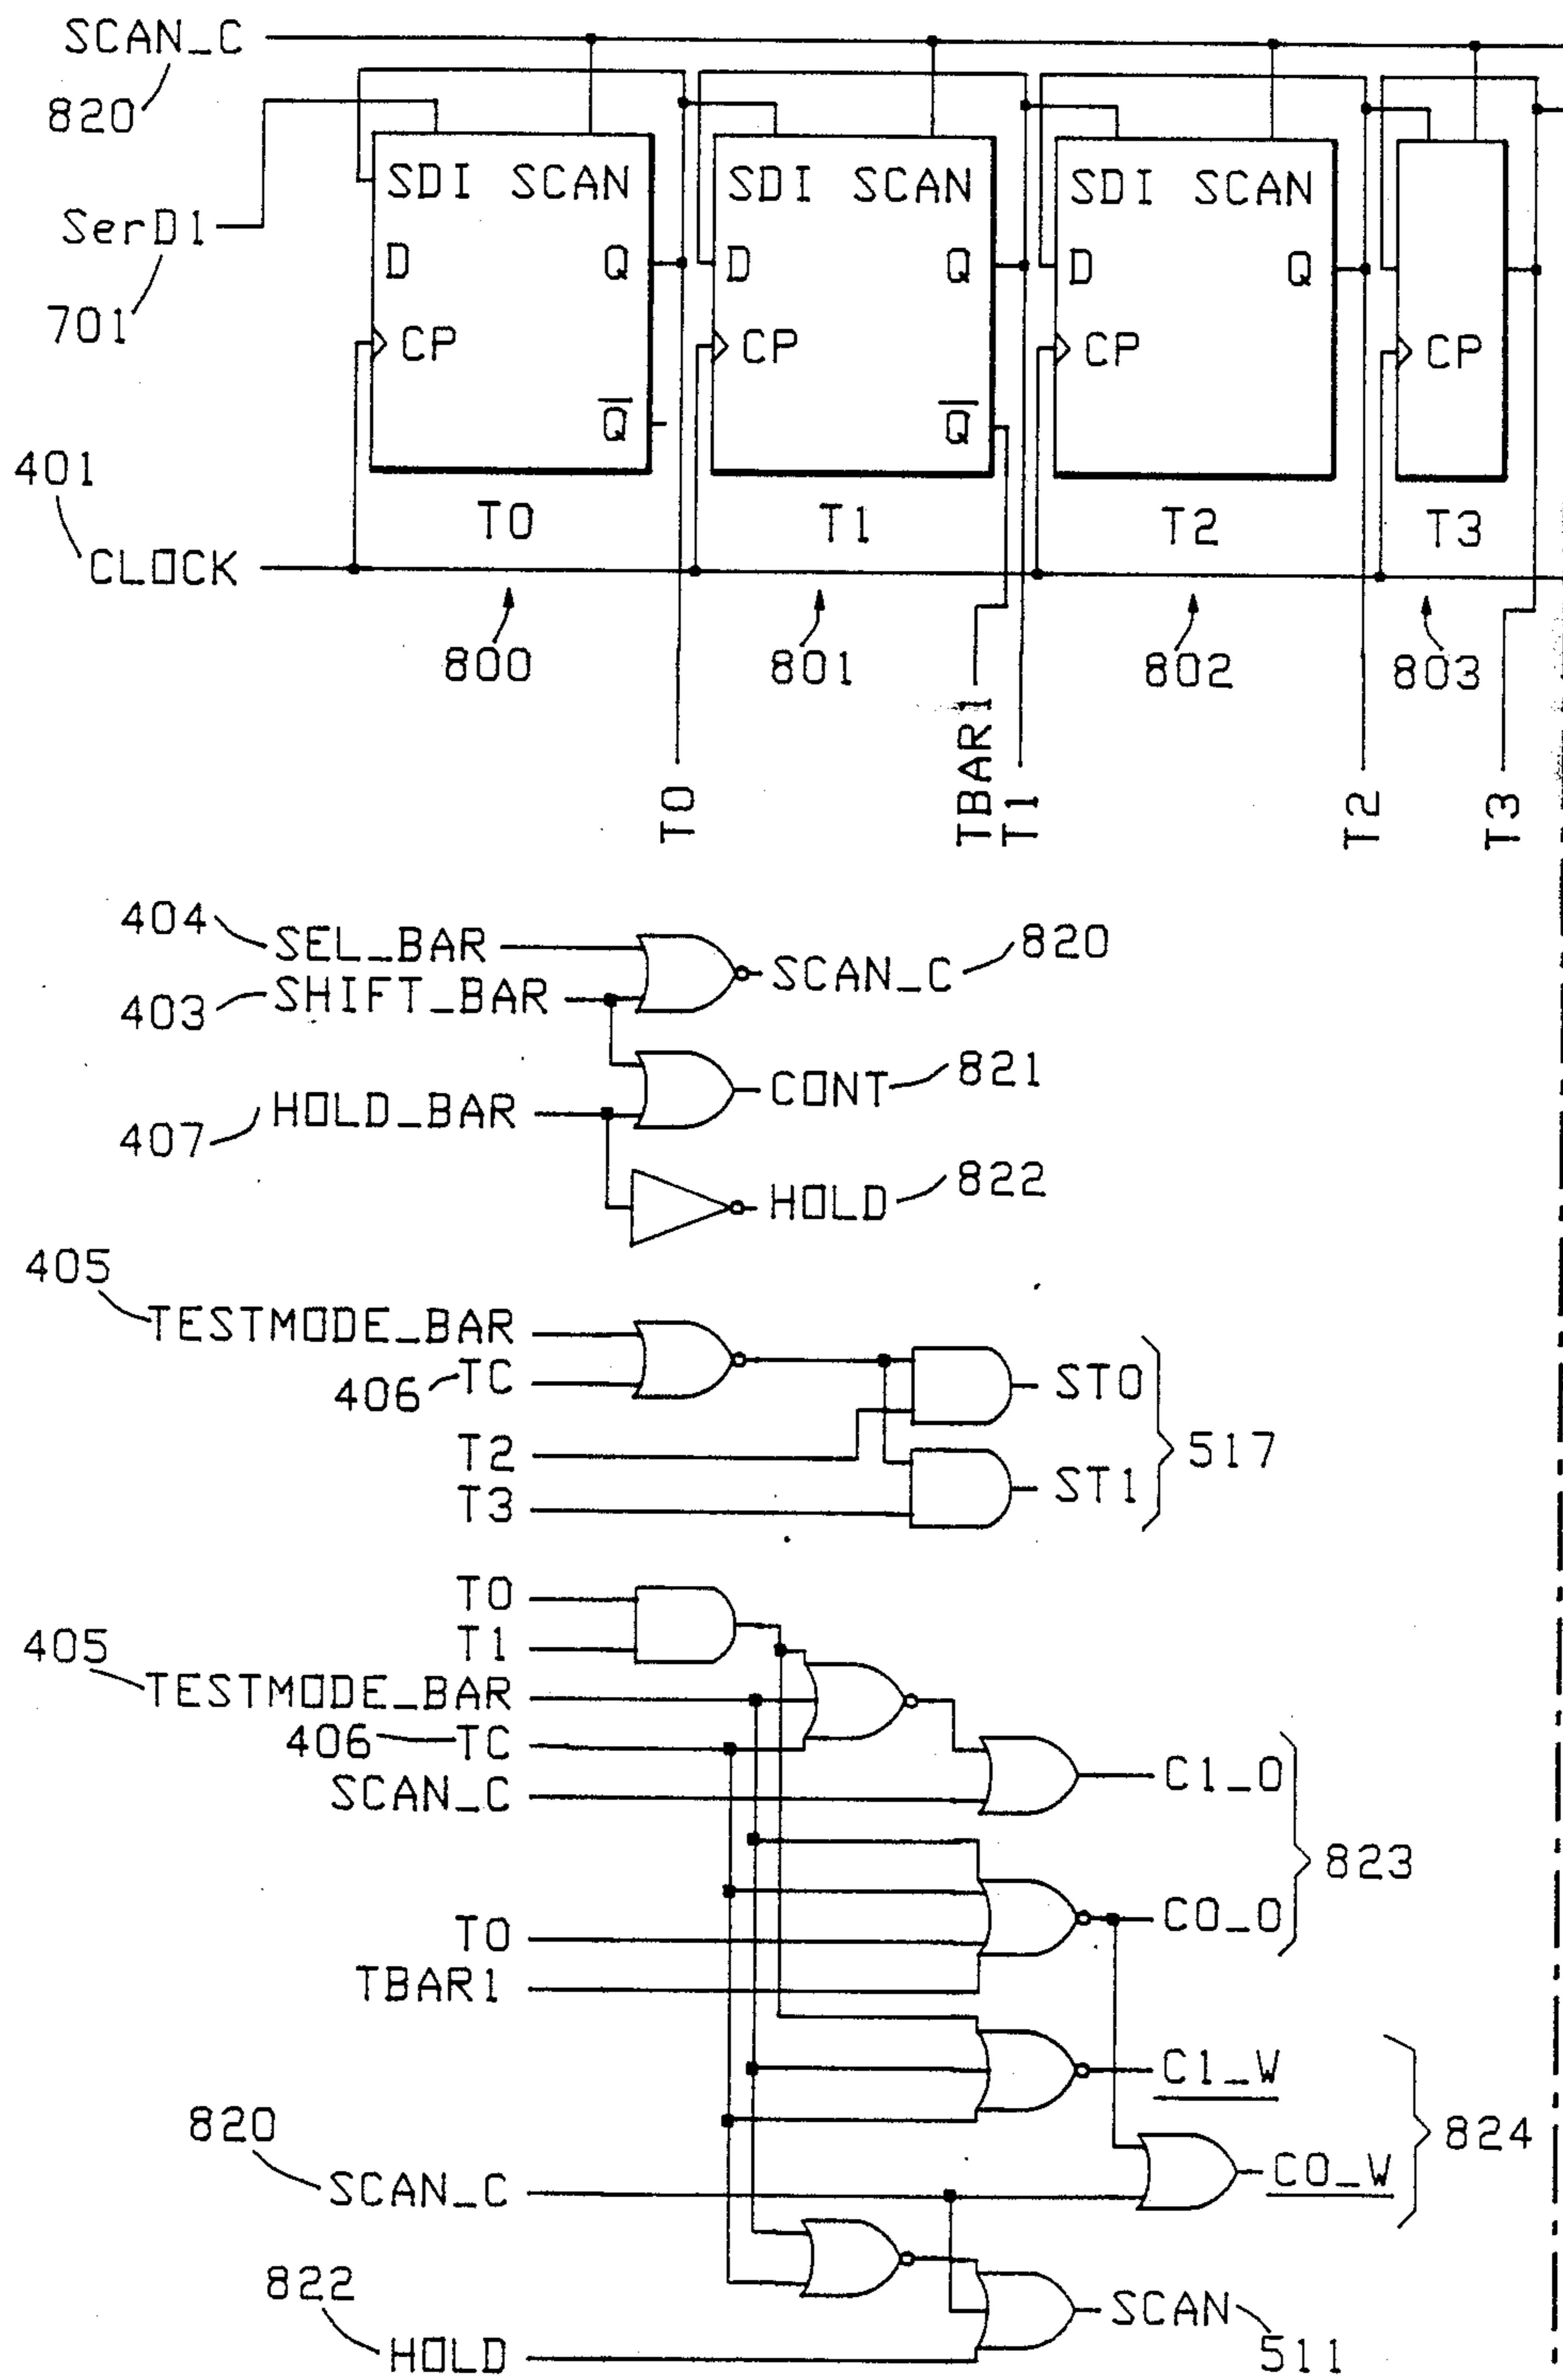 SCAN_C
820
SDI SCAN
SDI SCAN
SDI SCAN
SerD1
D Q
D Q
D Q
701
CP
CP
CP
CP
Q
Q
401
T0
T1
T2
T3
CLOCK
800
801
802
803
T0
TBAR1
T1
T2
T3
404
SEL_BAR
SCAN_C
820
403
SHIFT_BAR
CONT
821
HOLD_BAR
407
HOLD
822
405
TESTMODE_BAR
406
TC
ST0
T2
517
T3
ST1
T0
T1
405
TESTMODE_BAR
406
TC
C1_O
SCAN_C
823
T0
C0_O
TBAR1
C1_W
820
824
SCAN_C
C0_W
822
SCAN
HOLD
511